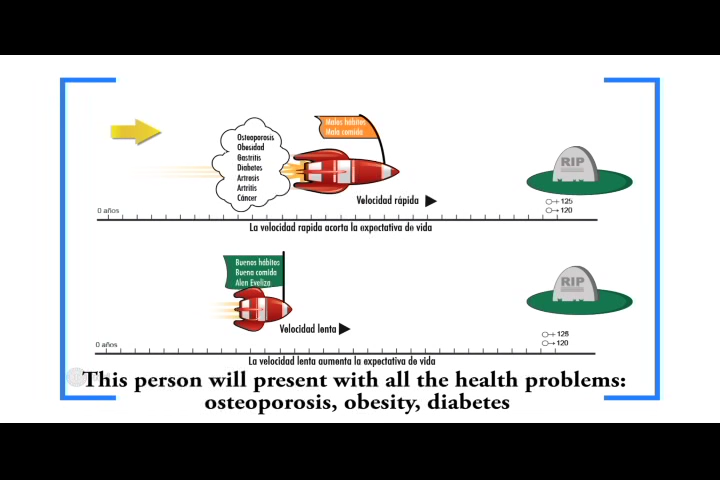 Malos hábitos
Mala comida
Osteoporosis
Obesidad
Gastritis
Diabetes
Artrosis
Artritis
Cáncer
RIP
Velocidad rápida
125
120
0 años
La velocidad rapida acorta la expectativa de vida
Buenos hábitos
Buena comida
Alen Eveliza
RIP
Velocidad lenta
125
120
0 años
La velocidad lenta aumenta la expectativa de vida
This person will present with all the health problems:
osteoporosis, obesity, diabetes